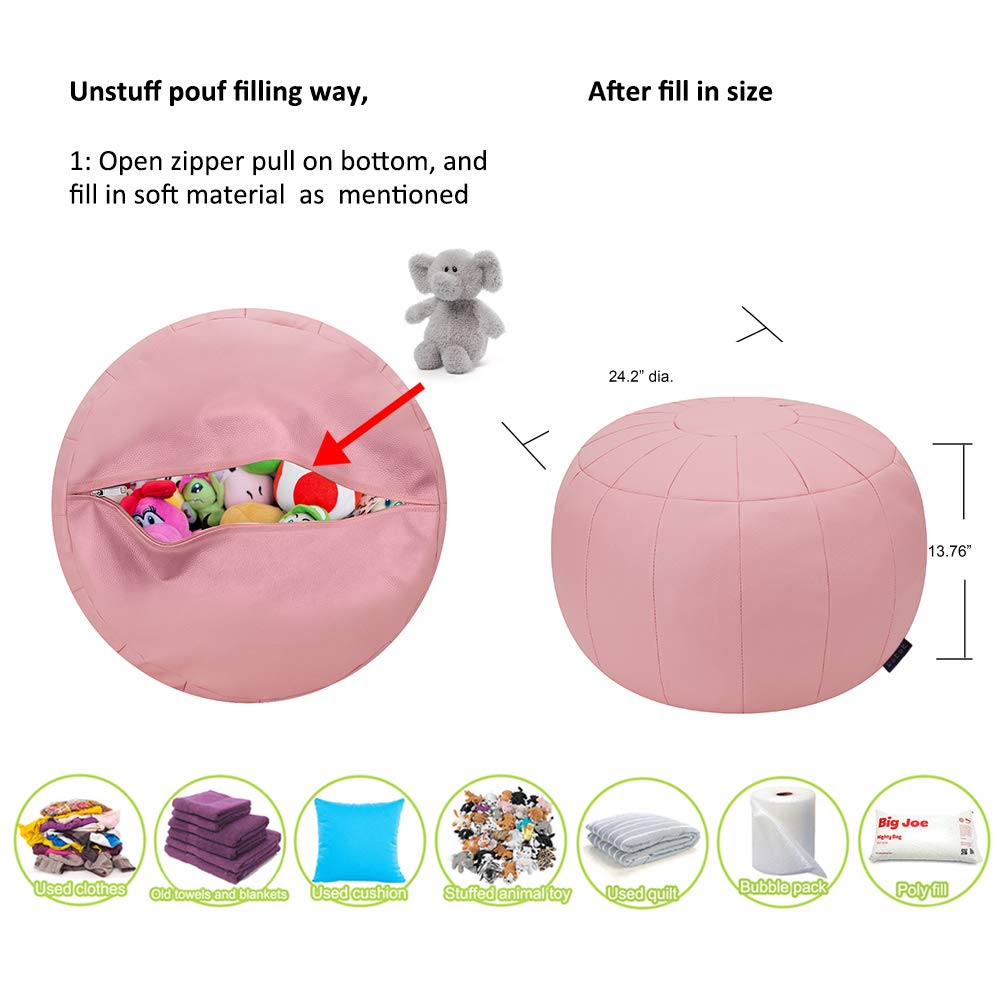 Unstuff pouf filling way,
After fill in size
1: Open zipper pull on bottom, and
fill in soft material as mentioned
24.2” dia.
13.76”
Used clothes
Old towels and blankets
Used cushion
Stuffed animal toy
Used quilt
Bubble pack
Big Joe
Poly fill